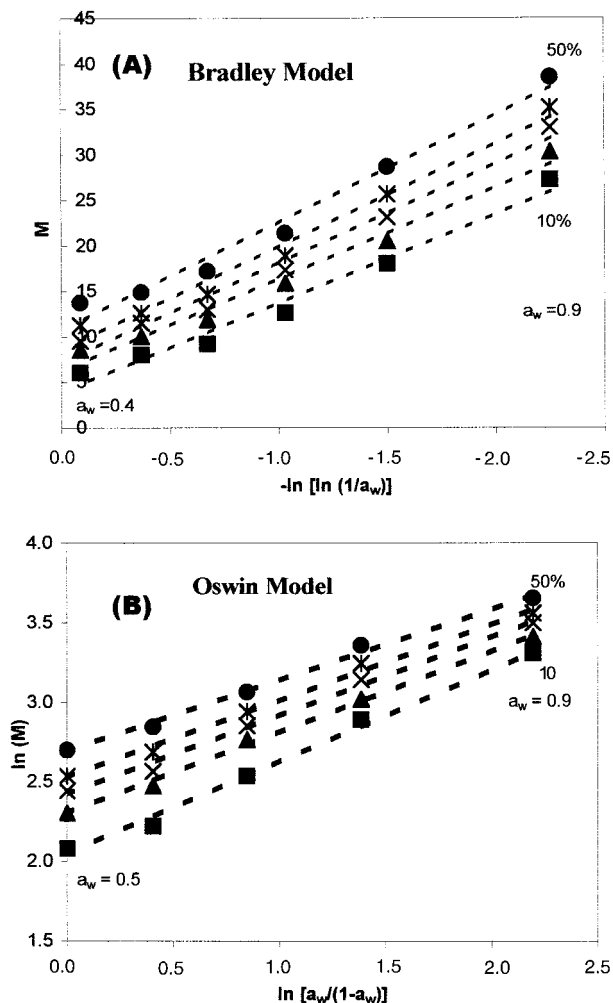 45
40
35
30
25
20
15
10
5
0
M
(A)
Bradley Model
50%
10%
a_w =0.9
a_w =0.4
0.0 -0.5 -1.0 -1.5 -2.0 -2.5
-ln [ln (1/a_w)]
4.0
3.5
3.0
2.5
2.0
1.5
ln (M)
(B)
Oswin Model
50%
10
a_w = 0.9
a_w = 0.5
0.0 0.5 1.0 1.5 2.0 2.5
ln [a_w/(1-a_w)]